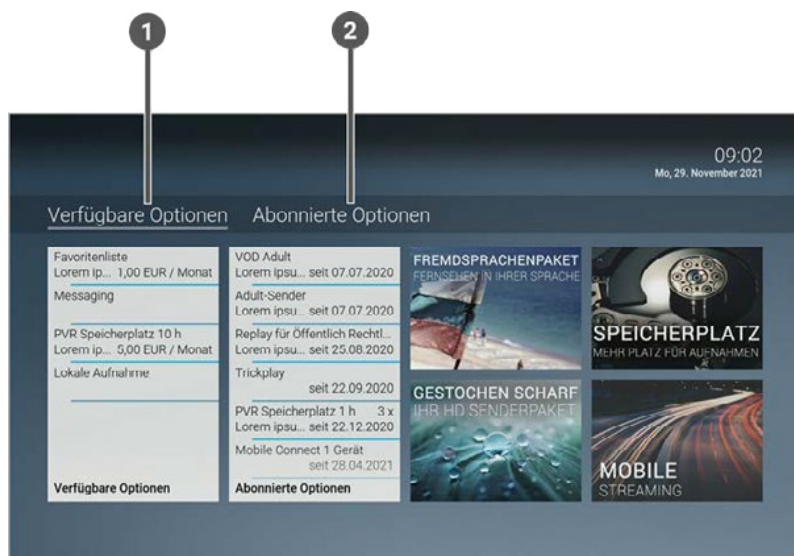 1
2
09:02
Mo, 29. November 2021
Verfügbare Optionen
Abonnierte Optionen
Favoritenliste
Lorem ip... 1,00 EUR / Monat
Messaging
PVR Speicherplatz 10 h
Lorem ip... 5,00 EUR / Monat
Lokale Aufnahme
Verfügbare Optionen
VOD Adult
Lorem ipsu... seit 07.07.2020
Adult-Sender
Lorem ipsu... seit 07.07.2020
Replay für Öffentlich Rechtl...
Lorem ipsu... seit 25.08.2020
Trickplay
seit 22.09.2020
PVR Speicherplatz 1 h 3 x
Lorem ipsu... seit 22.12.2020
Mobile Connect 1 Gerät
seit 28.04.2021
Abonnierte Optionen
FREMDSPRACHENPAKET
FERNSEHEN IN IHRER SPRACHE
SPEICHERPLATZ
MEHR PLATZ FÜR AUFNAHMEN
GESTOCHEN SCHARF
IHR HD SENDERPAKET
MOBILE
STREAMING